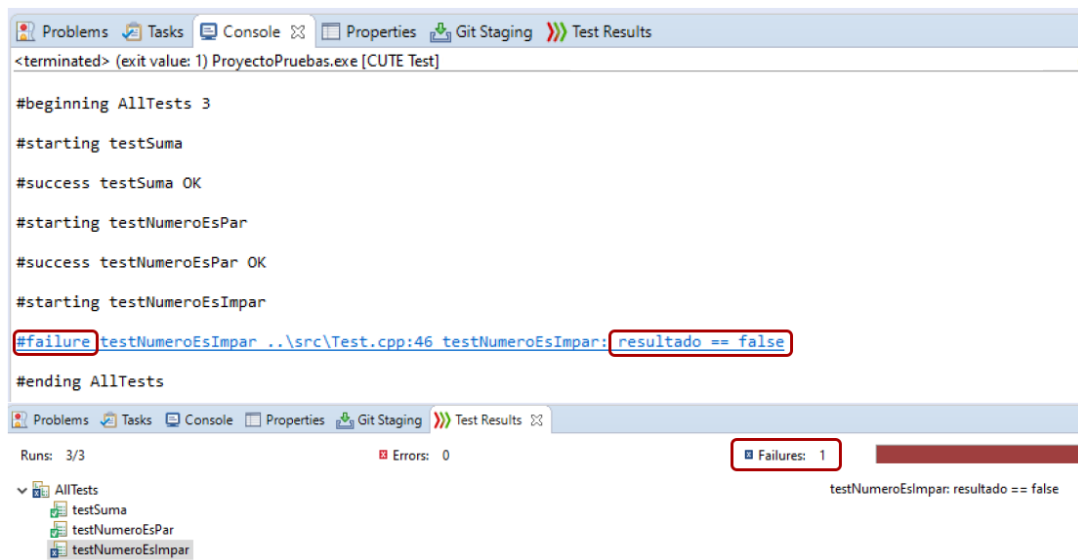 Problems Tasks Console Properties Git Staging Test Results
<terminated> (exit value: 1) ProyectoPruebas.exe [CUTE Test]
#beginning AllTests 3
#starting testSuma
#success testSuma OK
#starting testNumeroEsPar
#success testNumeroEsPar OK
#starting testNumeroEsImpar
#failure testNumeroEsImpar ..\src\Test.cpp:46 testNumeroEsImpar: resultado == false
#ending AllTests
Problems Tasks Console Properties Git Staging Test Results
Runs: 3/3 Errors: 0 Failures: 1
AllTests testNumeroEsImpar: resultado == false
testSuma
testNumeroEsPar
testNumeroEsImpar